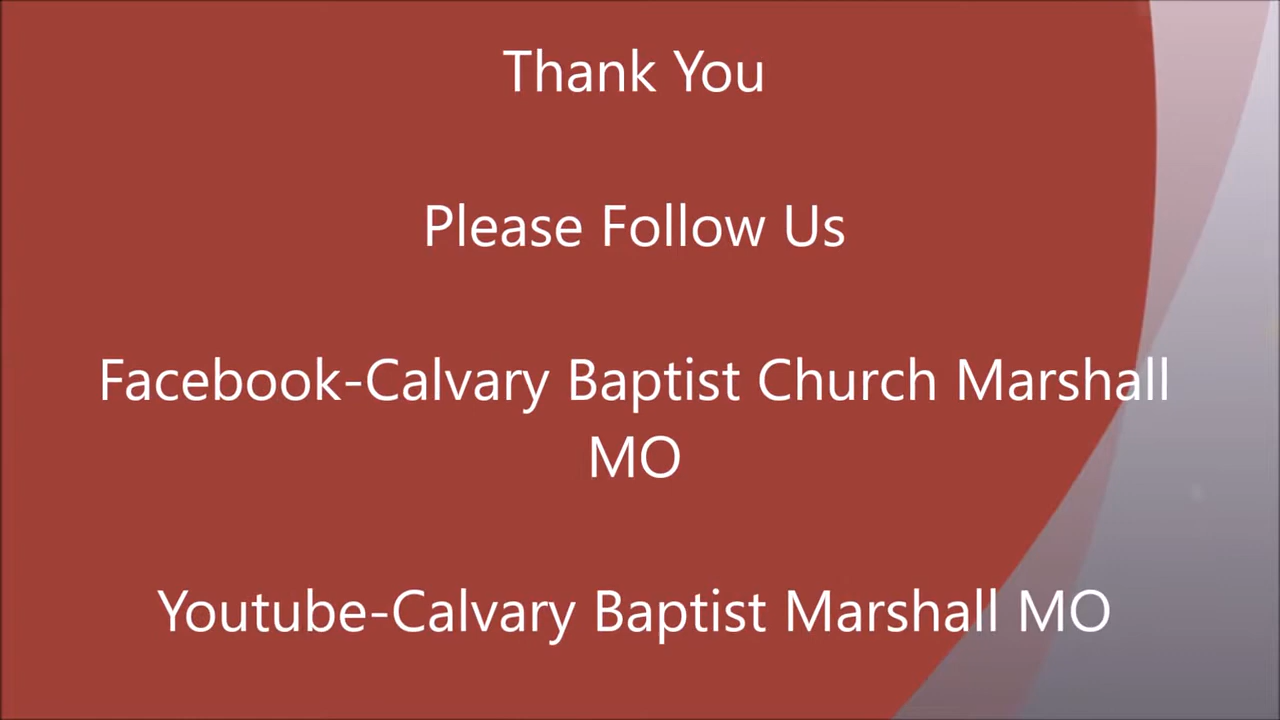 Thank You
Please Follow Us
Facebook-Calvary Baptist Church Marshall
MO
Youtube-Calvary Baptist Marshall MO